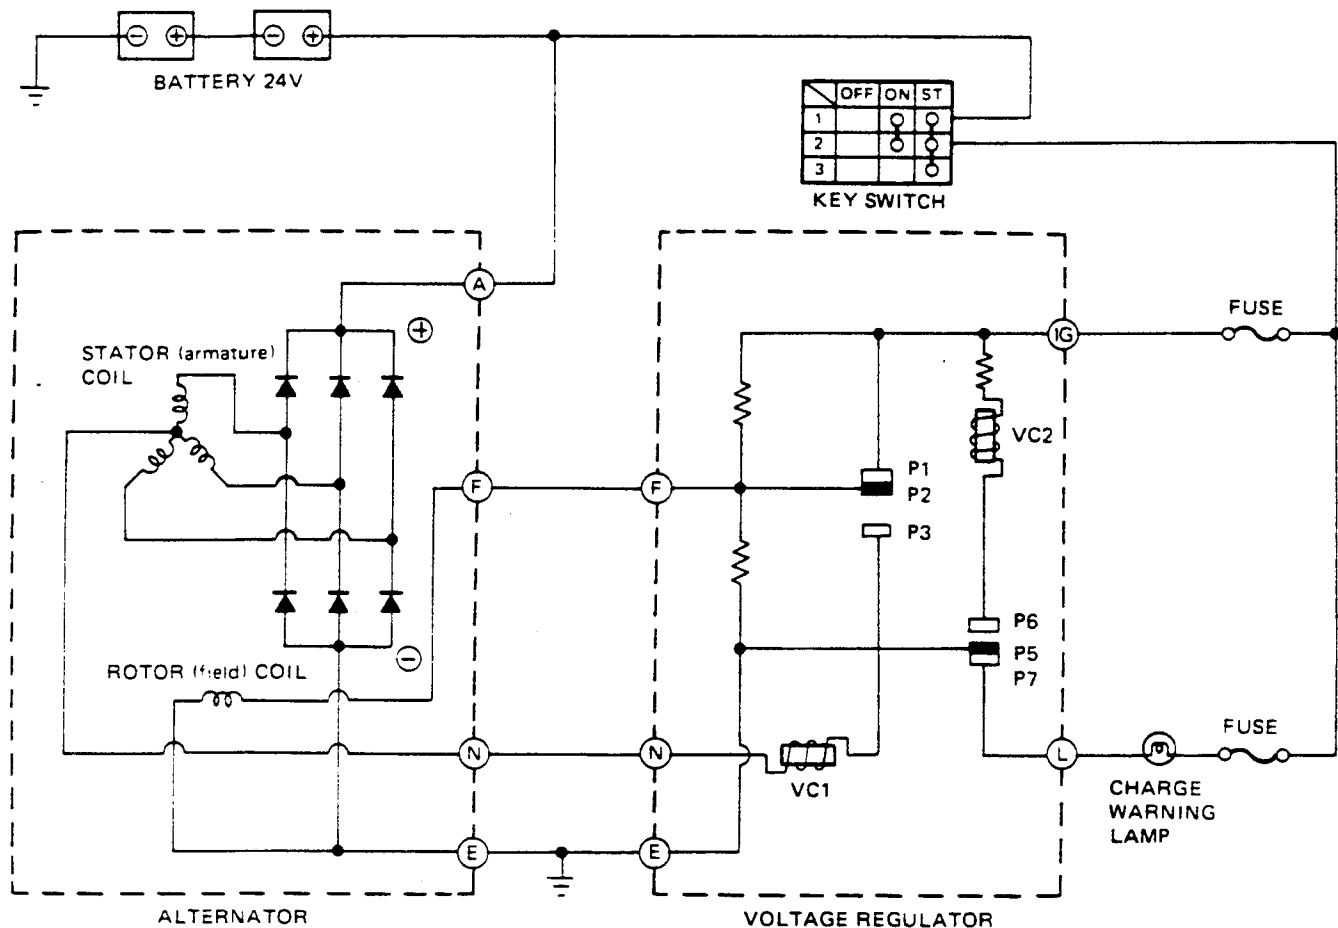 − + − +
BATTERY 24V
OFF ON ST
1
2
3
KEY SWITCH
A
+
FUSE
IG
STATOR (armature)
COIL
VC2
P1
P2
F
F
P3
P6
P5
P7
−
ROTOR (field) COIL
FUSE
N
N
L
VC1
CHARGE
WARNING
LAMP
E
E
ALTERNATOR
VOLTAGE REGULATOR